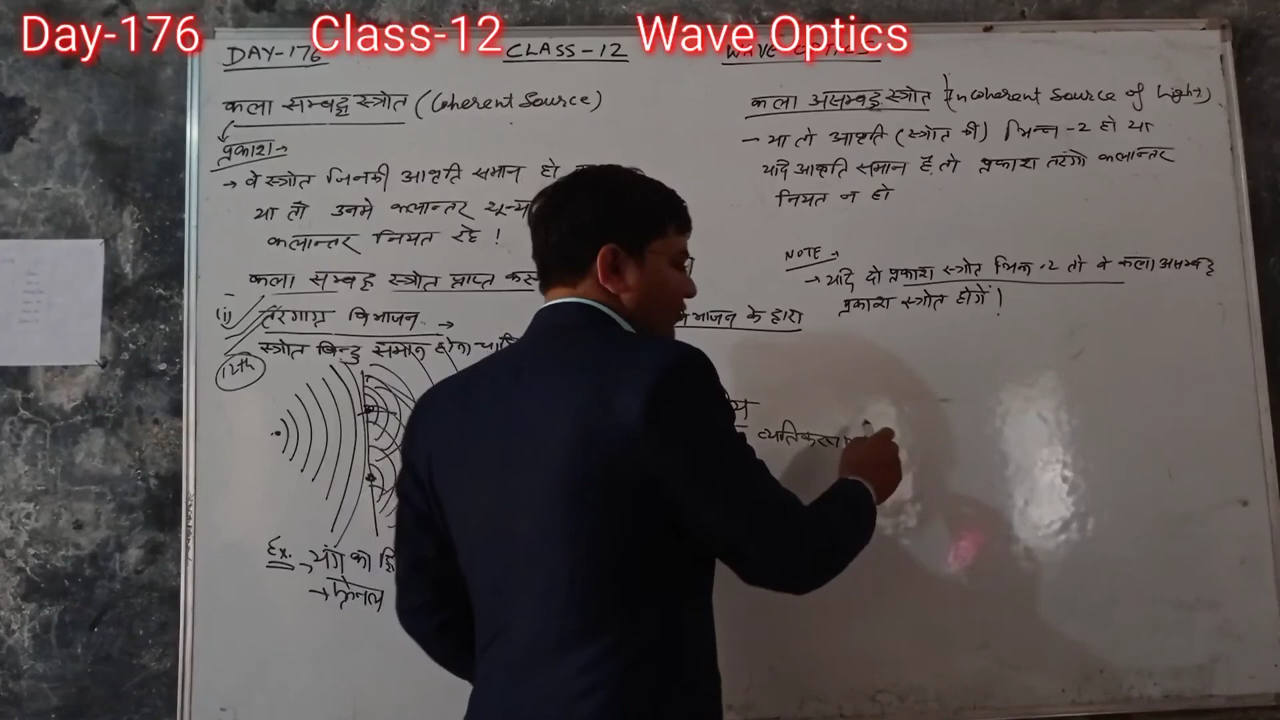 Day-176 Class-12 Wave Optics
DAY-176 CLASS-12 WAVE OPTICS
कला सम्बद्ध स्त्रोत (Coherent Source)
प्रकाश→
→ वे स्त्रोत जिनकी आवृति समान हो
या तो उनमे कलान्तर शून्य
कलान्तर नियत रहे !
कला सम्बद्ध स्त्रोत प्राप्त कर
(i) तरंगाग्र विभाजन →
स्त्रोत बिन्दु समान होना
12th
Ex. → यंग का द्वि
→ फ्रेनल
विभाजन के द्वारा
व्यतिकरण
कला असम्बद्ध स्त्रोत (Incoherent Source of light)
– या तो आवृति (स्त्रोत की) भिन्न-2 हो या
यदि आवृति समान है तो प्रकाश तरंगो कलान्तर
नियत न हो
NOTE →
→ यदि दो प्रकाश स्त्रोत भिन्न-2 तो वे कला असम्बद्ध
प्रकाश स्त्रोत होगें !